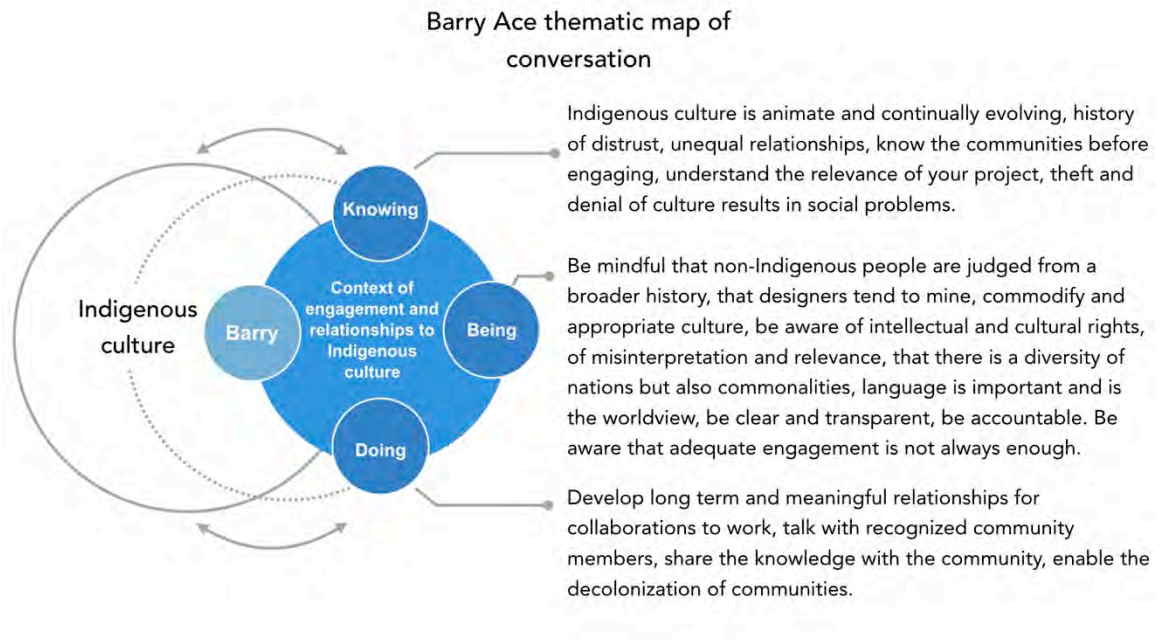 Barry Ace thematic map of
conversation
Indigenous culture is animate and continually evolving, history
of distrust, unequal relationships, know the communities before
engaging, understand the relevance of your project, theft and
denial of culture results in social problems.
Knowing
Be mindful that non-Indigenous people are judged from a
broader history, that designers tend to mine, commodify and
appropriate culture, be aware of intellectual and cultural rights,
of misinterpretation and relevance, that there is a diversity of
nations but also commonalities, language is important and is
the worldview, be clear and transparent, be accountable. Be
aware that adequate engagement is not always enough.
Indigenous
culture
Barry
Context of
engagement and
relationships to
Indigenous
culture
Being
Doing
Develop long term and meaningful relationships for
collaborations to work, talk with recognized community
members, share the knowledge with the community, enable the
decolonization of communities.